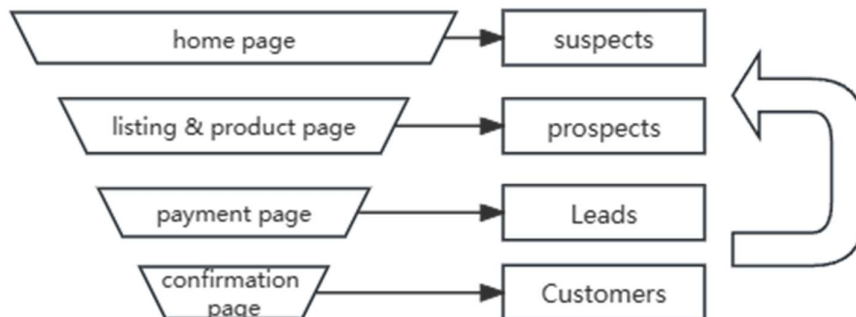 home page
suspects
listing & product page
prospects
payment page
Leads
confirmation
page
Customers